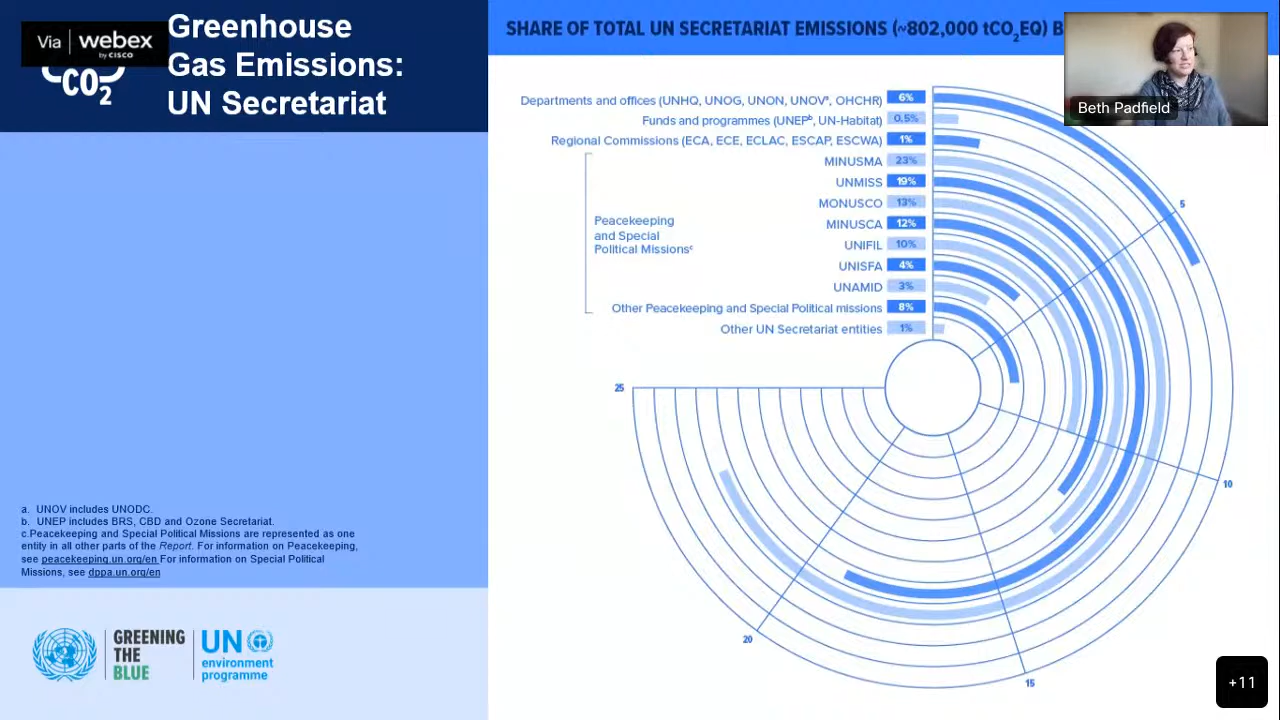 Via webex
by CISCO
CO2
Greenhouse
Gas Emissions:
UN Secretariat
SHARE OF TOTAL UN SECRETARIAT EMISSIONS (~802,000 tCO2EQ) B
Beth Padfield
Departments and offices (UNHQ, UNOG, UNON, UNOVª, OHCHR) 6%
Funds and programmes (UNEPᵇ, UN-Habitat) 0.5%
Regional Commissions (ECA, ECE, ECLAC, ESCAP, ESCWA) 1%
MINUSMA 23%
UNMISS 19%
MONUSCO 13%
MINUSCA 12%
UNIFIL 10%
UNISFA 4%
UNAMID 3%
Other Peacekeeping and Special Political missions 8%
Other UN Secretariat entities 1%
Peacekeeping
and Special
Political Missionsᶜ
5
10
15
20
25
a. UNOV includes UNODC.
b. UNEP includes BRS, CBD and Ozone Secretariat.
c.Peacekeeping and Special Political Missions are represented as one
entity in all other parts of the Report. For information on Peacekeeping,
see peacekeeping.un.org/en For information on Special Political
Missions, see dppa.un.org/en
GREENING
THE
BLUE
UN
environment
programme
+11